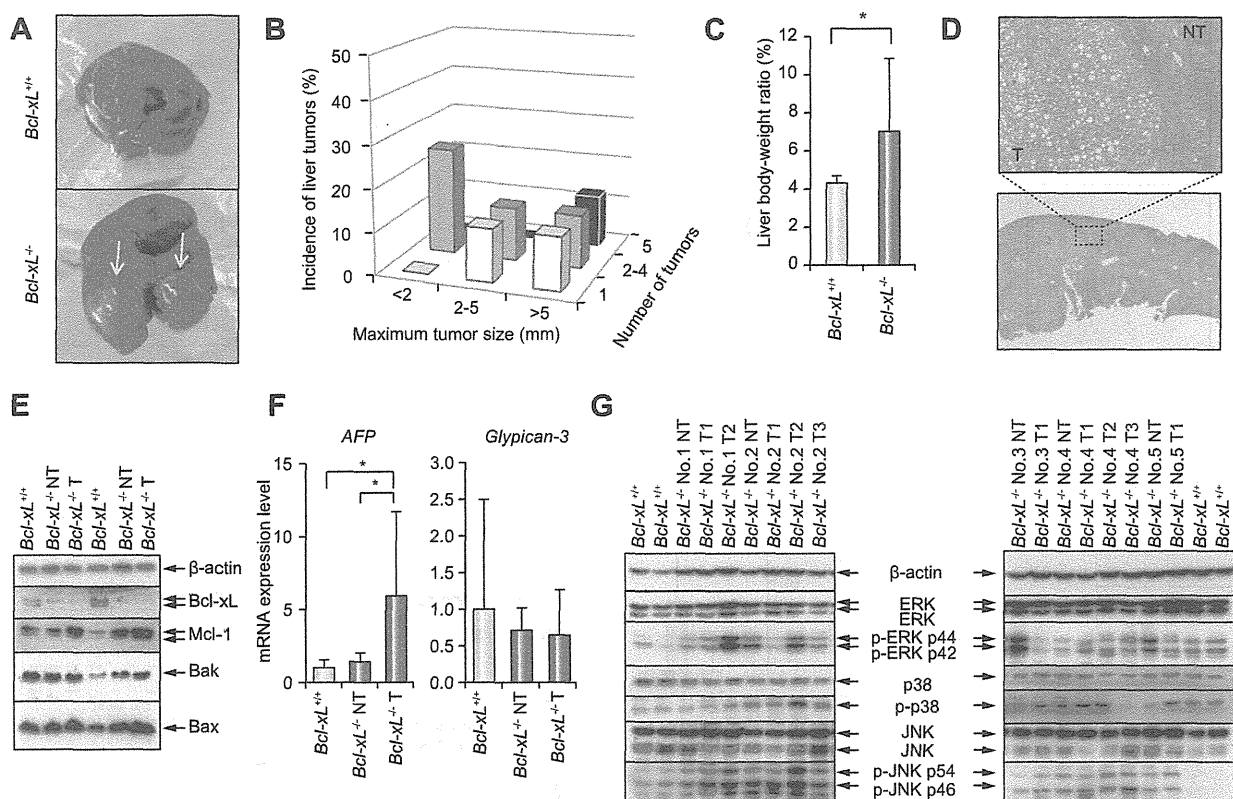 A
Bcl-xL+/+
Bcl-xL-/-
B
Incidence of liver tumors (%)
50
40
30
20
10
0
<2
2-5
>5
Maximum tumor size (mm)
1
2-4
5
Number of tumors
C
Liver body-weight ratio (%)
12
10
8
6
4
2
0
*
Bcl-xL+/+
Bcl-xL-/-
D
NT
T
E
Bcl-xL+/+
Bcl-xL-/- NT
Bcl-xL-/- T
Bcl-xL+/+
Bcl-xL-/- NT
Bcl-xL-/- T
β-actin
Bcl-xL
Mcl-1
Bak
Bax
F
AFP
mRNA expression level
15
10
5
0
*
*
Bcl-xL+/+
Bcl-xL-/- NT
Bcl-xL-/- T
Glypican-3
3.0
2.5
2.0
1.5
1.0
0.5
0.0
Bcl-xL+/+
Bcl-xL-/- NT
Bcl-xL-/- T
G
Bcl-xL+/+
Bcl-xL+/+
Bcl-xL-/- No.1 NT
Bcl-xL-/- No.1 T1
Bcl-xL-/- No.1 T2
Bcl-xL-/- No.2 NT
Bcl-xL-/- No.2 T1
Bcl-xL-/- No.2 T2
Bcl-xL-/- No.2 T3
Bcl-xL-/- No.3 NT
Bcl-xL-/- No.3 T1
Bcl-xL-/- No.4 NT
Bcl-xL-/- No.4 T1
Bcl-xL-/- No.4 T2
Bcl-xL-/- No.4 T3
Bcl-xL-/- No.5 NT
Bcl-xL-/- No.5 T1
Bcl-xL+/+
Bcl-xL+/+
β-actin
ERK
ERK
p-ERK p44
p-ERK p42
p38
p-p38
JNK
JNK
p-JNK p54
p-JNK p46